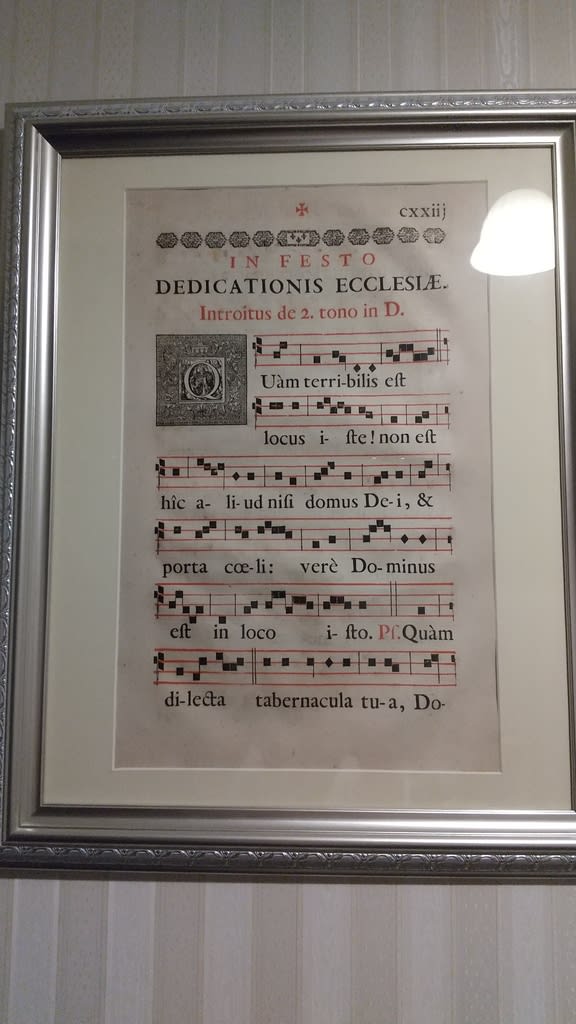 cxxiij
IN FESTO
DEDICATIONIS ECCLESIÆ.
Introitus de 2. tono in D.
QUàm terri-bilis eſt
locus i- ſte! non eſt
hîc a- li-ud niſi domus De-i, &
porta cœ-li: verè Do-minus
eſt in loco i- ſto. Pſ. Quàm
di-lecta tabernacula tu-a, Do-